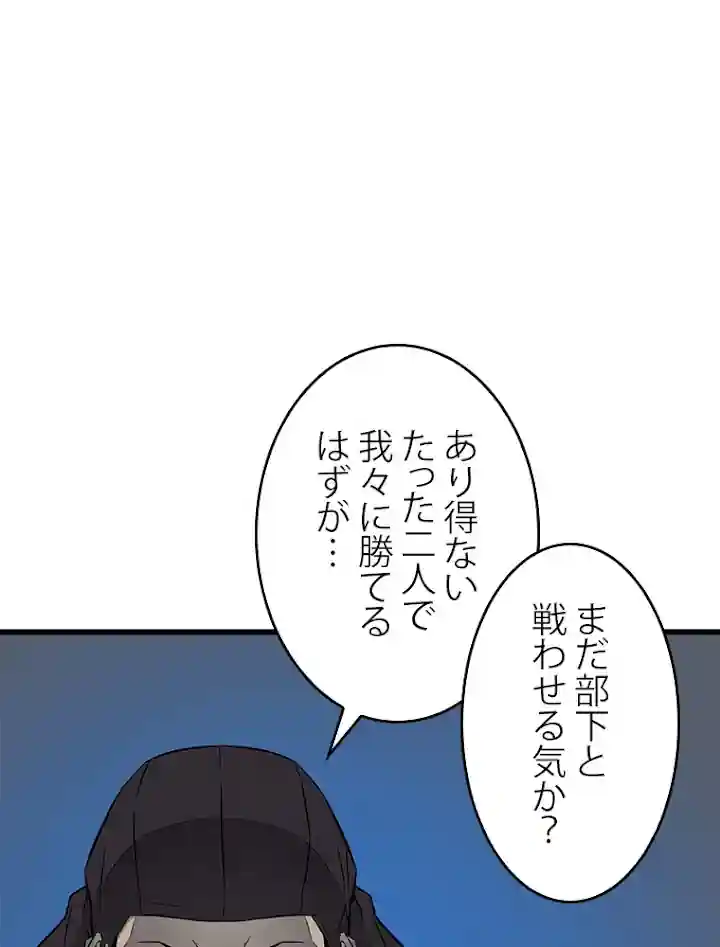 あり得ない
たった二人で
我々に勝てる
はずが…
まだ部下と
戦わせる気か？